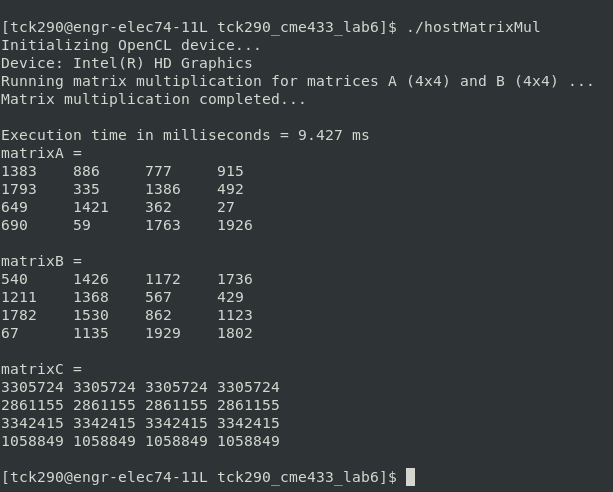 [tck290@engr-elec74-11L tck290_cme433_lab6]$ ./hostMatrixMul
Initializing OpenCL device...
Device: Intel(R) HD Graphics
Running matrix multiplication for matrices A (4x4) and B (4x4) ...
Matrix multiplication completed...
Execution time in milliseconds = 9.427 ms
matrixA =
1383 886 777 915
1793 335 1386 492
649 1421 362 27
690 59 1763 1926
matrixB =
540 1426 1172 1736
1211 1368 567 429
1782 1530 862 1123
67 1135 1929 1802
matrixC =
3305724 3305724 3305724 3305724
2861155 2861155 2861155 2861155
3342415 3342415 3342415 3342415
1058849 1058849 1058849 1058849
[tck290@engr-elec74-11L tck290_cme433_lab6]$